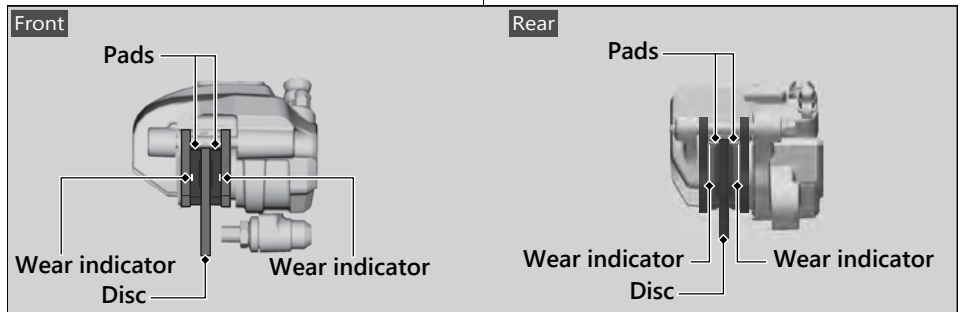 Front
Pads
Wear indicator
Wear indicator
Disc
Rear
Pads
Wear indicator
Wear indicator
Disc